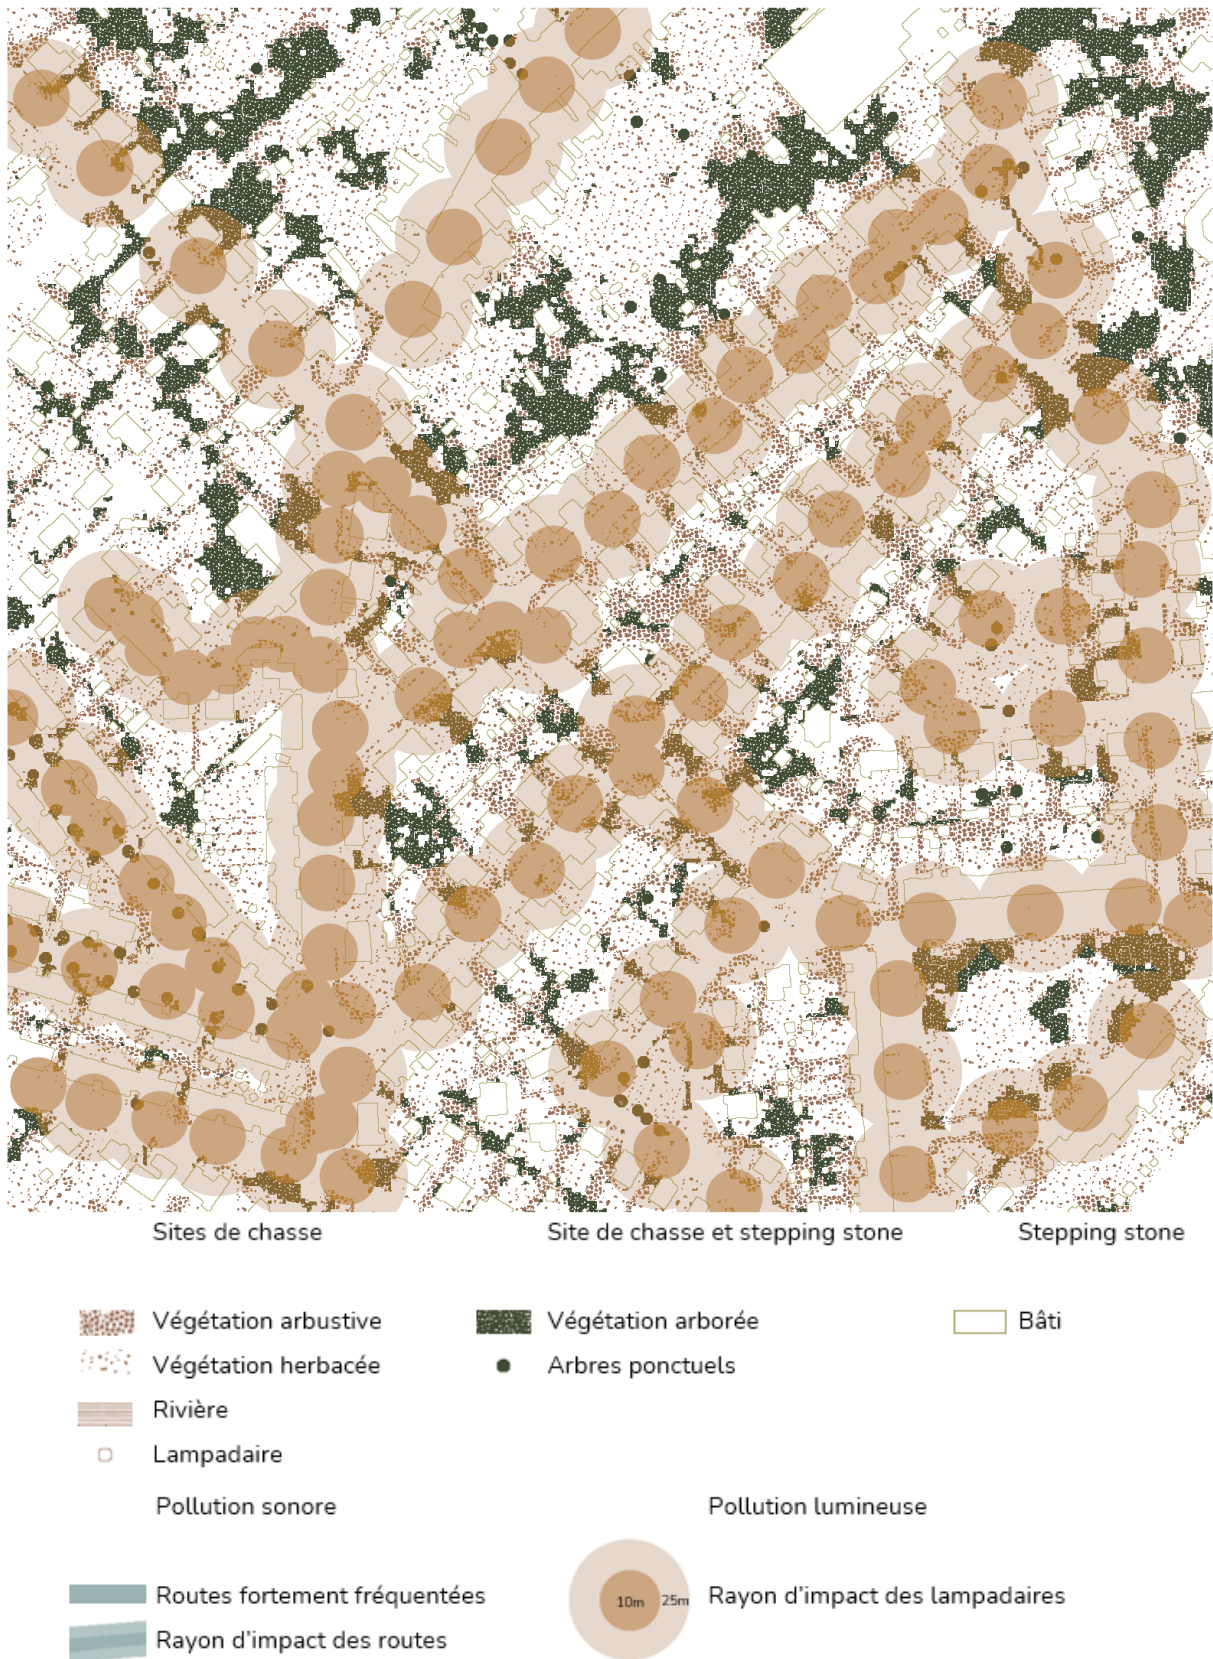 Sites de chasse
Site de chasse et stepping stone
Stepping stone
Végétation arbustive
Végétation arborée
Bâti
Végétation herbacée
Arbres ponctuels
Rivière
Lampadaire
Pollution sonore
Pollution lumineuse
Routes fortement fréquentées
10m
25m
Rayon d'impact des lampadaires
Rayon d'impact des routes